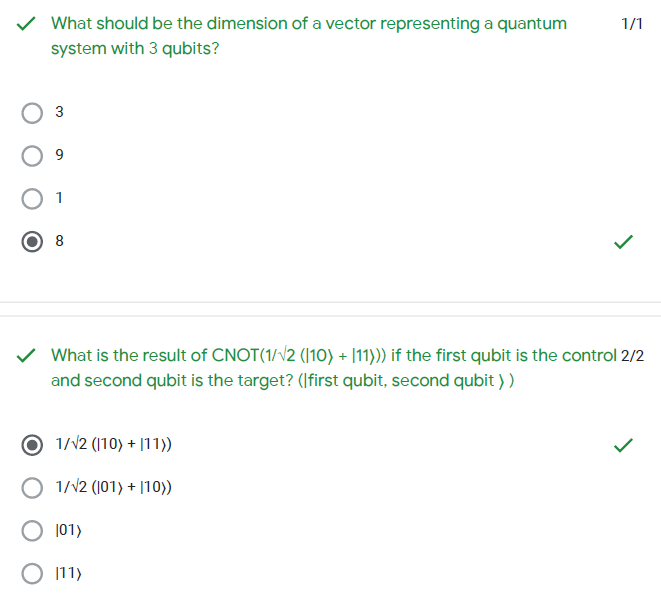 What should be the dimension of a vector representing a quantum 1/1
system with 3 qubits?
3
9
1
8
What is the result of CNOT(1/√2 (|10⟩ + |11⟩)) if the first qubit is the control 2/2
and second qubit is the target? (|first qubit, second qubit ⟩ )
1/√2 (|10⟩ + |11⟩)
1/√2 (|01⟩ + |10⟩)
|01⟩
|11⟩